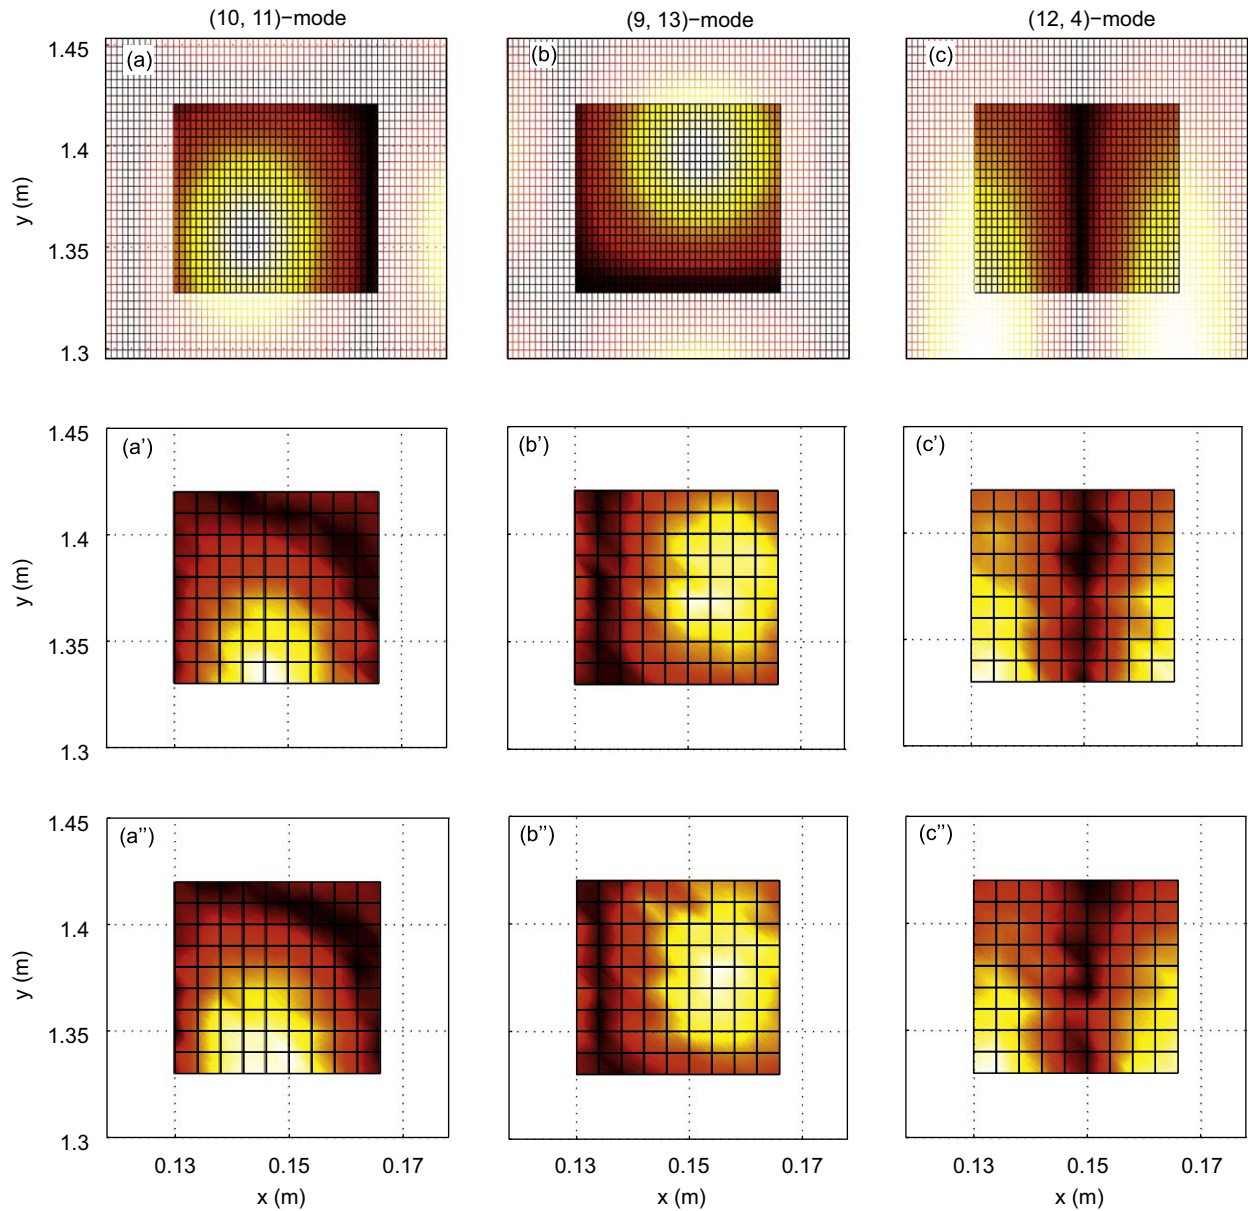 (10, 11)−mode
(9, 13)−mode
(12, 4)−mode
(a)
(b)
(c)
1.45
1.4
1.35
1.3
y (m)
(a')
(b')
(c')
1.45
1.4
1.35
1.3
y (m)
(a'')
(b'')
(c'')
1.45
1.4
1.35
1.3
y (m)
0.13 0.15 0.17
0.13 0.15 0.17
0.13 0.15 0.17
x (m)
x (m)
x (m)